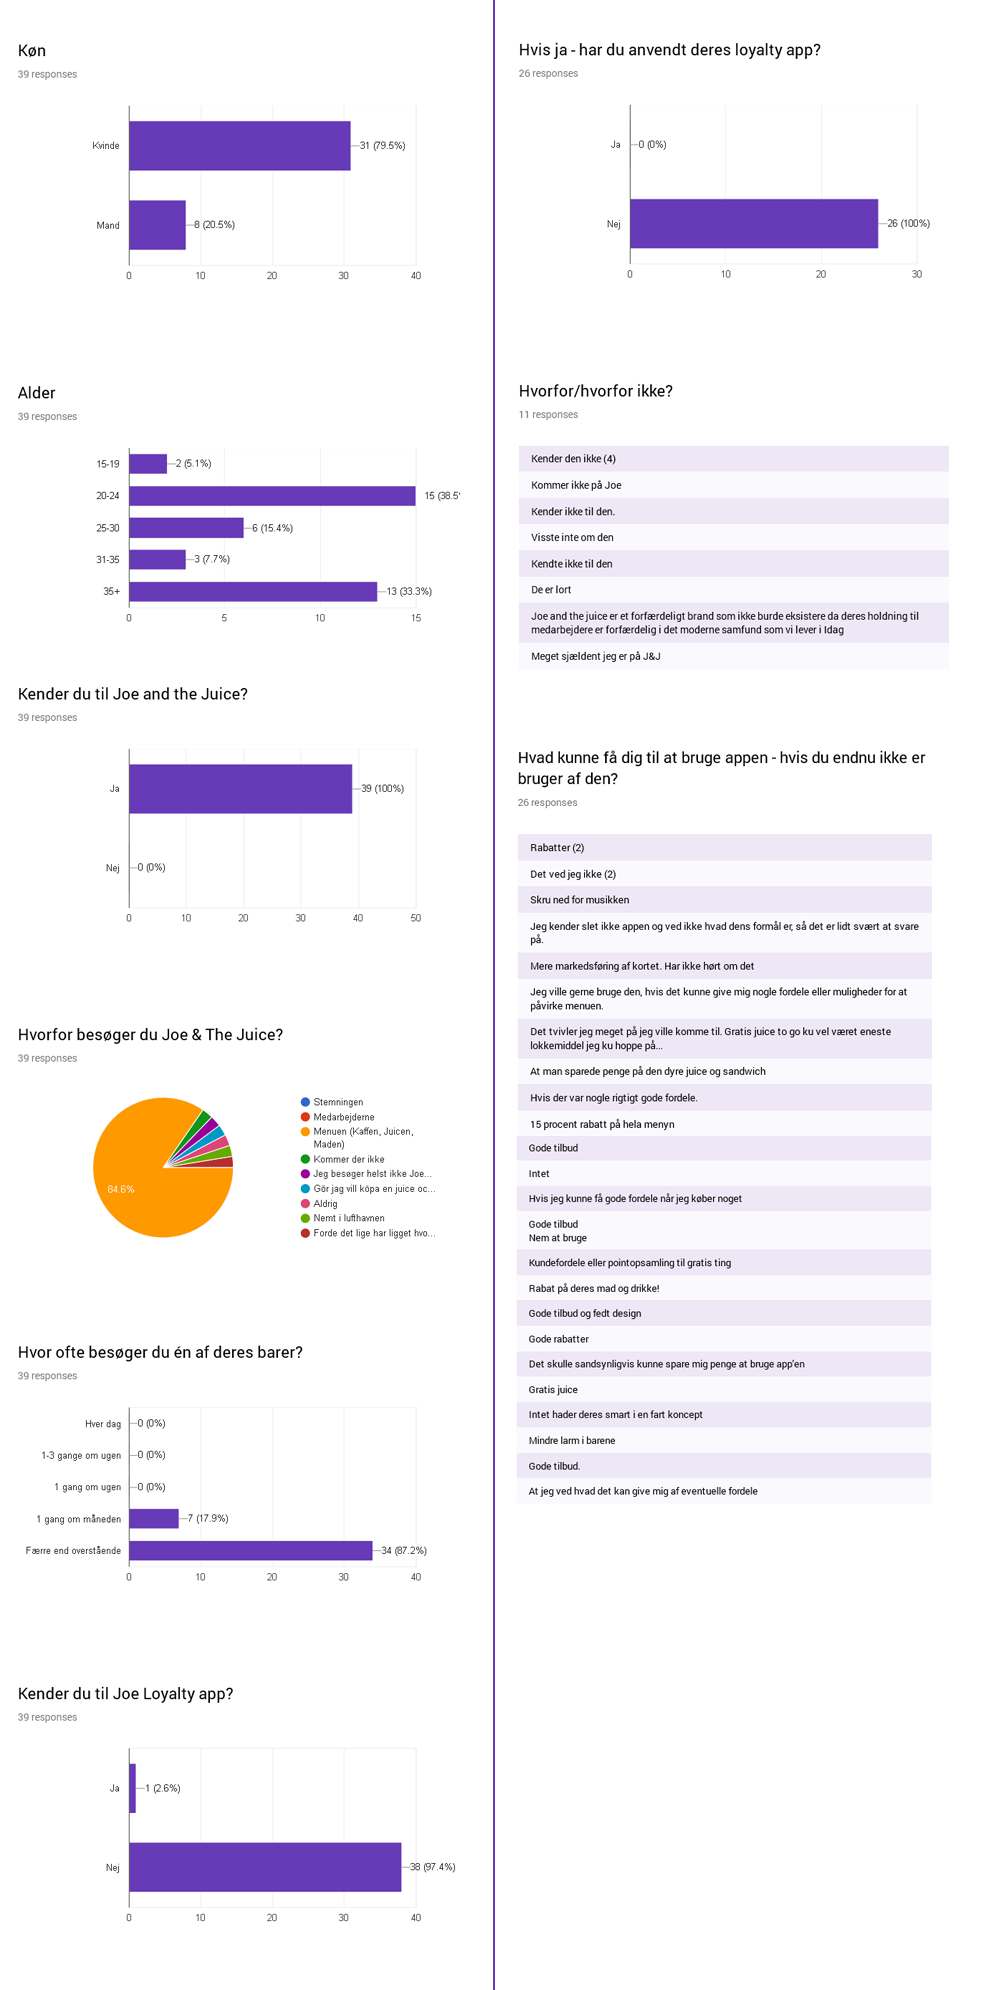 Køn
39 responses
Kvinde
31 (79.5%)
Mand
8 (20.5%)
0
10
20
30
40
Alder
39 responses
15-19
2 (5.1%)
20-24
15 (38.5
25-30
6 (15.4%)
31-35
3 (7.7%)
35+
13 (33.3%)
0
5
10
15
Kender du til Joe and the Juice?
39 responses
Ja
39 (100%)
Nej
0 (0%)
0
10
20
30
40
50
Hvorfor besøger du Joe & The Juice?
39 responses
84.6%
Stemningen
Medarbejderne
Menuen (Kaffen, Juicen,
Maden)
Kommer der ikke
Jeg besøger helst ikke Joe...
Gör jag vill köpa en juice oc...
Aldrig
Nemt i lufthavnen
Forde det lige har ligget hvo...
Hvor ofte besøger du én af deres barer?
39 responses
Hver dag
0 (0%)
1-3 gange om ugen
0 (0%)
1 gang om ugen
0 (0%)
1 gang om måneden
7 (17.9%)
Færre end overstående
34 (87.2%)
0
10
20
30
40
Kender du til Joe Loyalty app?
39 responses
Ja
1 (2.6%)
Nej
38 (97.4%)
0
10
20
30
40
Hvis ja - har du anvendt deres loyalty app?
26 responses
Ja
0 (0%)
Nej
26 (100%)
0
10
20
30
Hvorfor/hvorfor ikke?
11 responses
Kender den ikke (4)
Kommer ikke på Joe
Kender ikke til den.
Visste inte om den
Kendte ikke til den
De er lort
Joe and the juice er et forfærdeligt brand som ikke burde eksistere da deres holdning til
medarbejdere er forfærdelig i det moderne samfund som vi lever i Idag
Meget sjældent jeg er på J&J
Hvad kunne få dig til at bruge appen - hvis du endnu ikke er
bruger af den?
26 responses
Rabatter (2)
Det ved jeg ikke (2)
Skru ned for musikken
Jeg kender slet ikke appen og ved ikke hvad dens formål er, så det er lidt svært at svare
på.
Mere markedsføring af kortet. Har ikke hørt om det
Jeg ville gerne bruge den, hvis det kunne give mig nogle fordele eller muligheder for at
påvirke menuen.
Det tvivler jeg meget på jeg ville komme til. Gratis juice to go ku vel været eneste
lokkemiddel jeg ku hoppe på...
At man sparede penge på den dyre juice og sandwich
Hvis der var nogle rigtigt gode fordele.
15 procent rabatt på hela menyn
Gode tilbud
Intet
Hvis jeg kunne få gode fordele når jeg køber noget
Gode tilbud
Nem at bruge
Kundefordele eller pointopsamling til gratis ting
Rabat på deres mad og drikke!
Gode tilbud og fedt design
Gode rabatter
Det skulle sandsynligvis kunne spare mig penge at bruge app'en
Gratis juice
Intet hader deres smart i en fart koncept
Mindre larm i barene
Gode tilbud.
At jeg ved hvad det kan give mig af eventuelle fordele